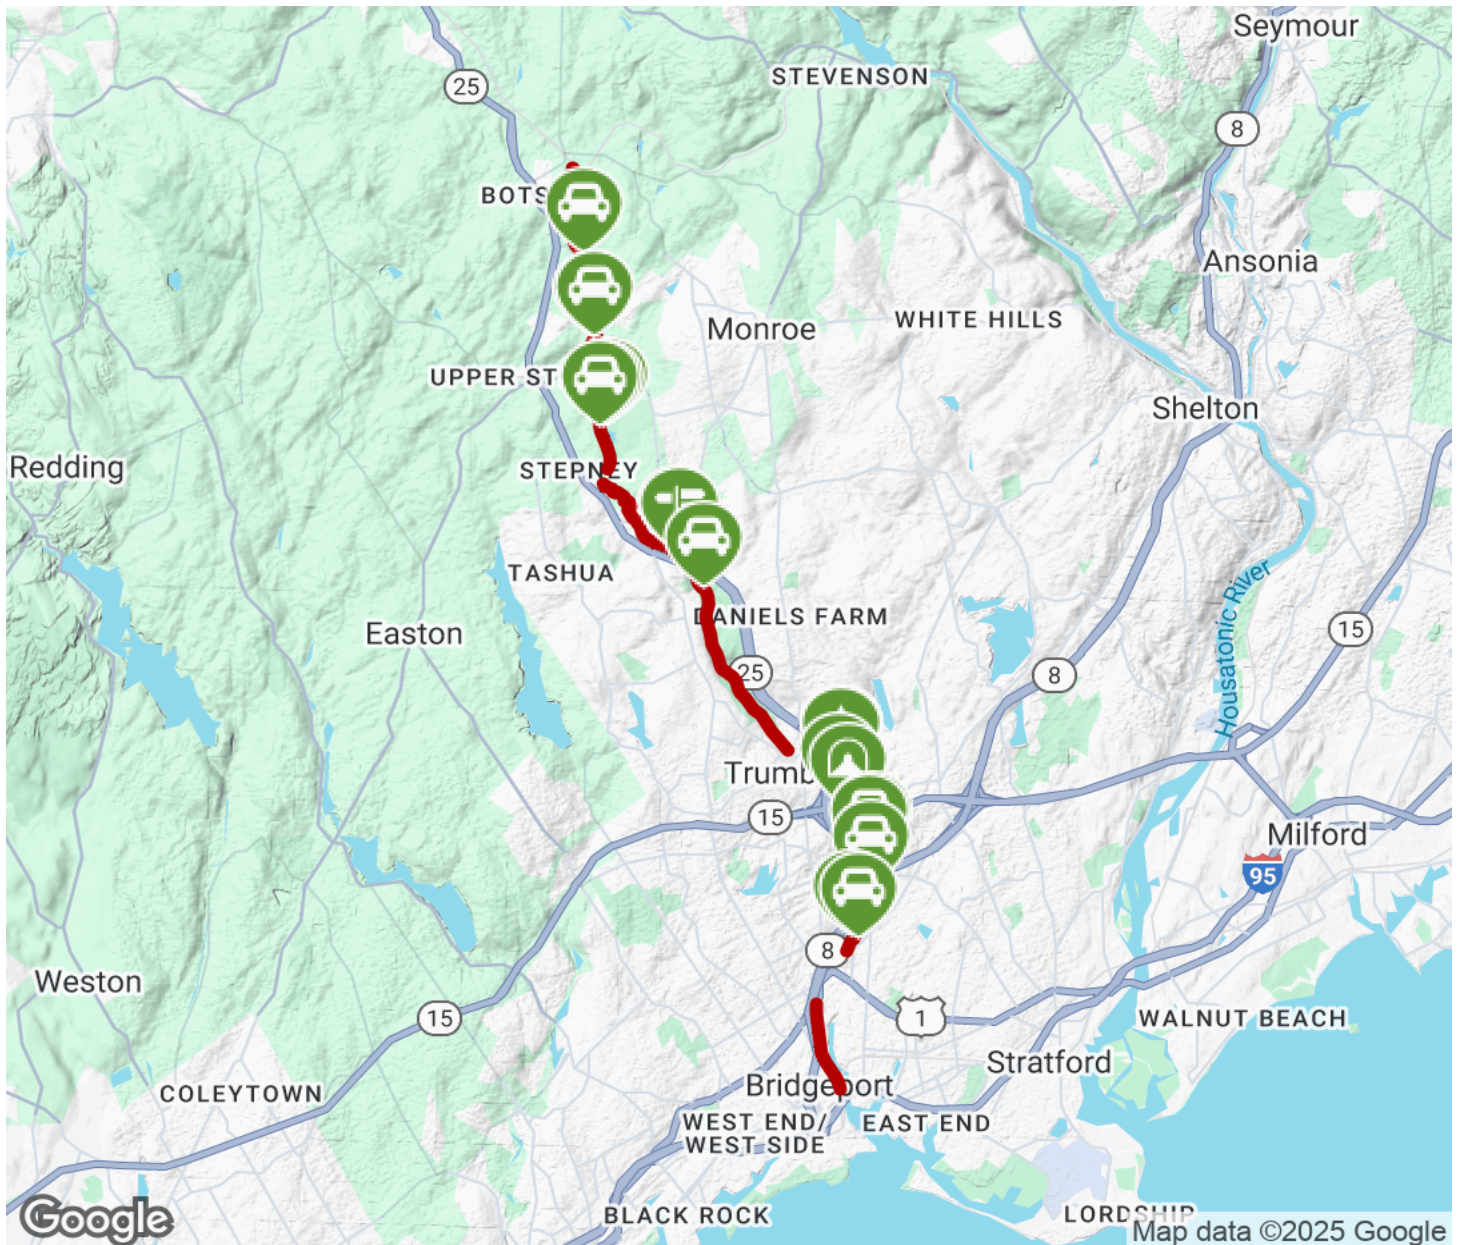 Seymour
STEVENSON
25
8
BOTS
Ansonia
WHITE HILLS
Monroe
UPPER ST
Shelton
Redding
STEPNEY
TASHUA
Housatonic River
DANIELS FARM
Easton
15
25
8
Trumb
15
Milford
95
8
Weston
15
1
WALNUT BEACH
Stratford
Bridgeport
COLEYTOWN
WEST END/
WEST SIDE
EAST END
BLACK ROCK
LORDSHIP
Google
Map data ©2025 Google